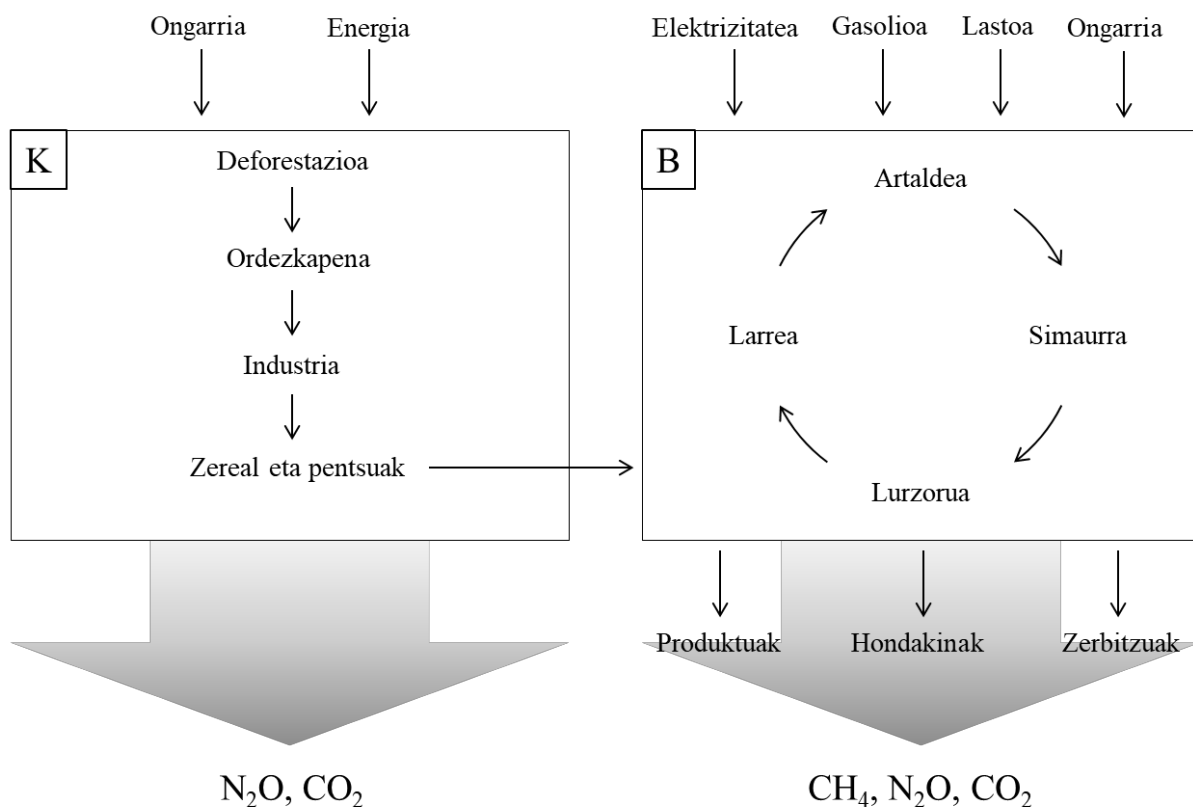 Ongarria
Energia
K
Deforestazioa
Ordezkapena
Industria
Zereal eta pentsuak
N₂O, CO₂
Elektrizitatea
Gasolioa
Lastoa
Ongarria
B
Artaldea
Larrea
Simaurra
Lurzorua
Produktuak
Hondakinak
Zerbitzuak
CH₄, N₂O, CO₂